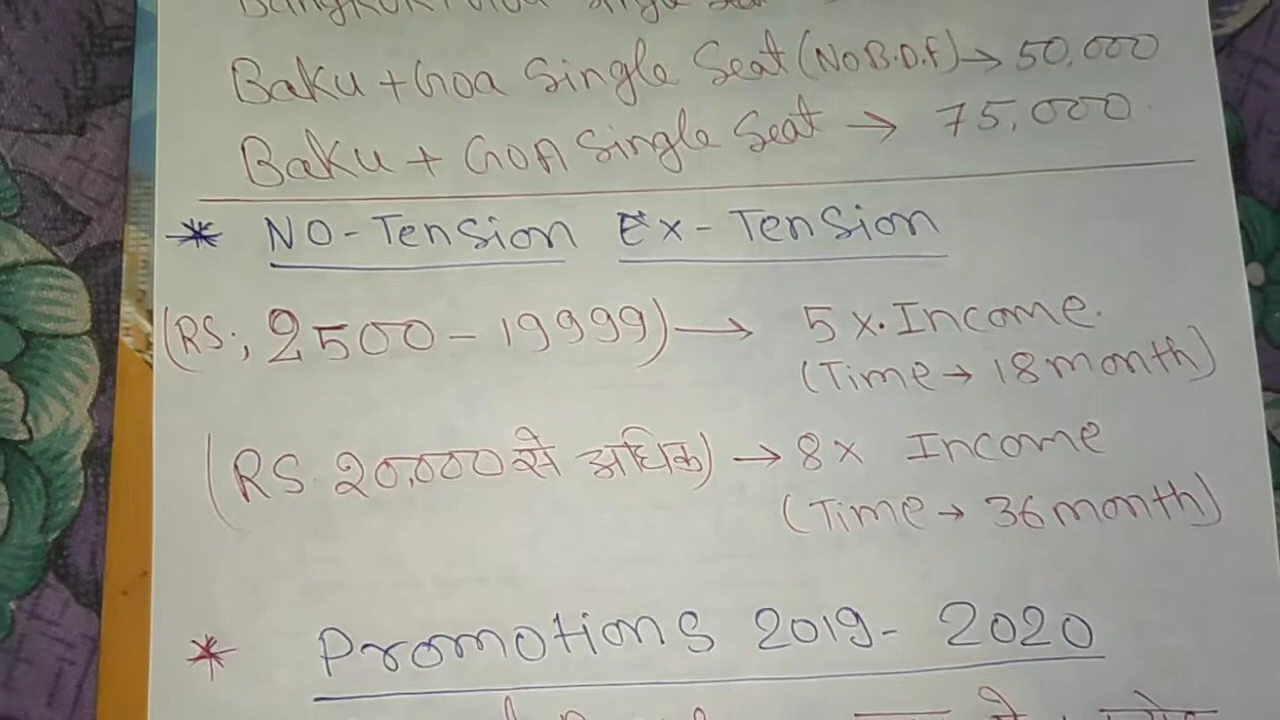 Baku + Goa Single Seat (No B.D.F) → 50,000
Baku + GOA Single Seat → 75,000
* NO-Tension Ex-Tension
(RS., 2500 - 19999) → 5x. Income.
(Time → 18 month)
(RS. 20,000 से अधिक) → 8x Income
(Time → 36 month)
* Promotions 2019- 2020